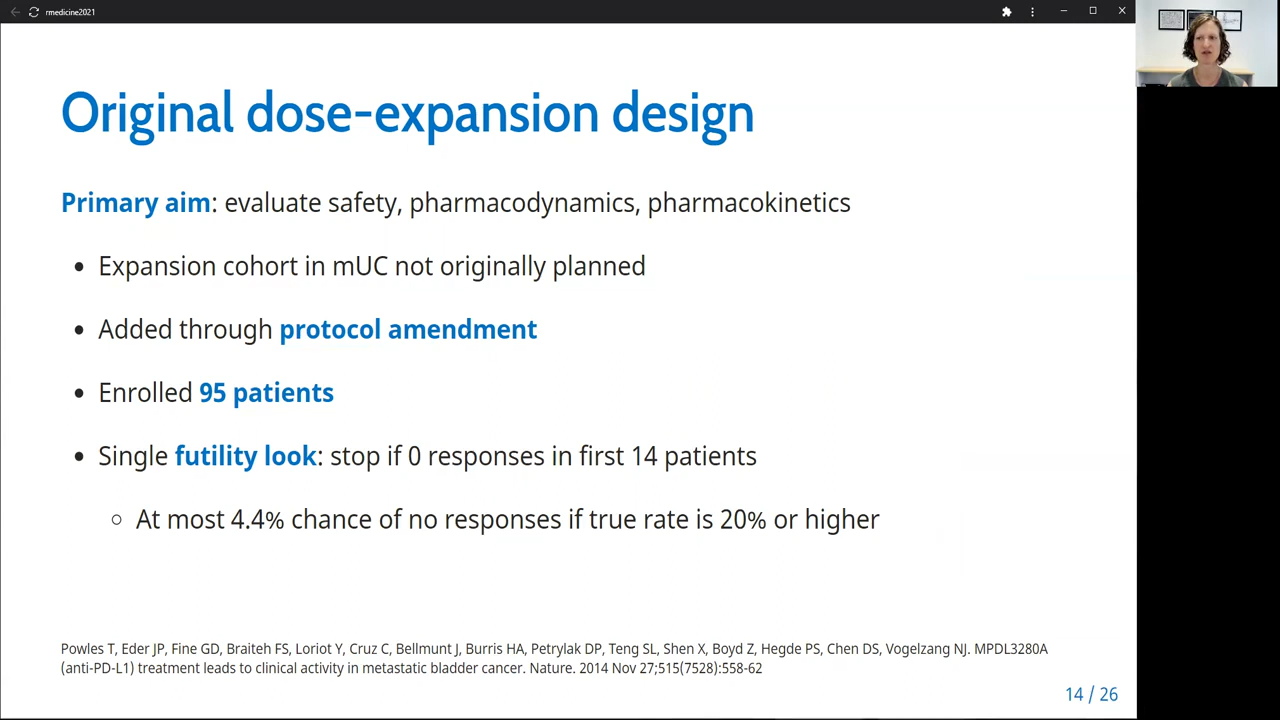 rmedicine2021
Original dose-expansion design
Primary aim: evaluate safety, pharmacodynamics, pharmacokinetics
• Expansion cohort in mUC not originally planned
• Added through protocol amendment
• Enrolled 95 patients
• Single futility look: stop if 0 responses in first 14 patients
○ At most 4.4% chance of no responses if true rate is 20% or higher
Powles T, Eder JP, Fine GD, Braiteh FS, Loriot Y, Cruz C, Bellmunt J, Burris HA, Petrylak DP, Teng SL, Shen X, Boyd Z, Hegde PS, Chen DS, Vogelzang NJ. MPDL3280A
(anti-PD-L1) treatment leads to clinical activity in metastatic bladder cancer. Nature. 2014 Nov 27;515(7528):558-62
14 / 26